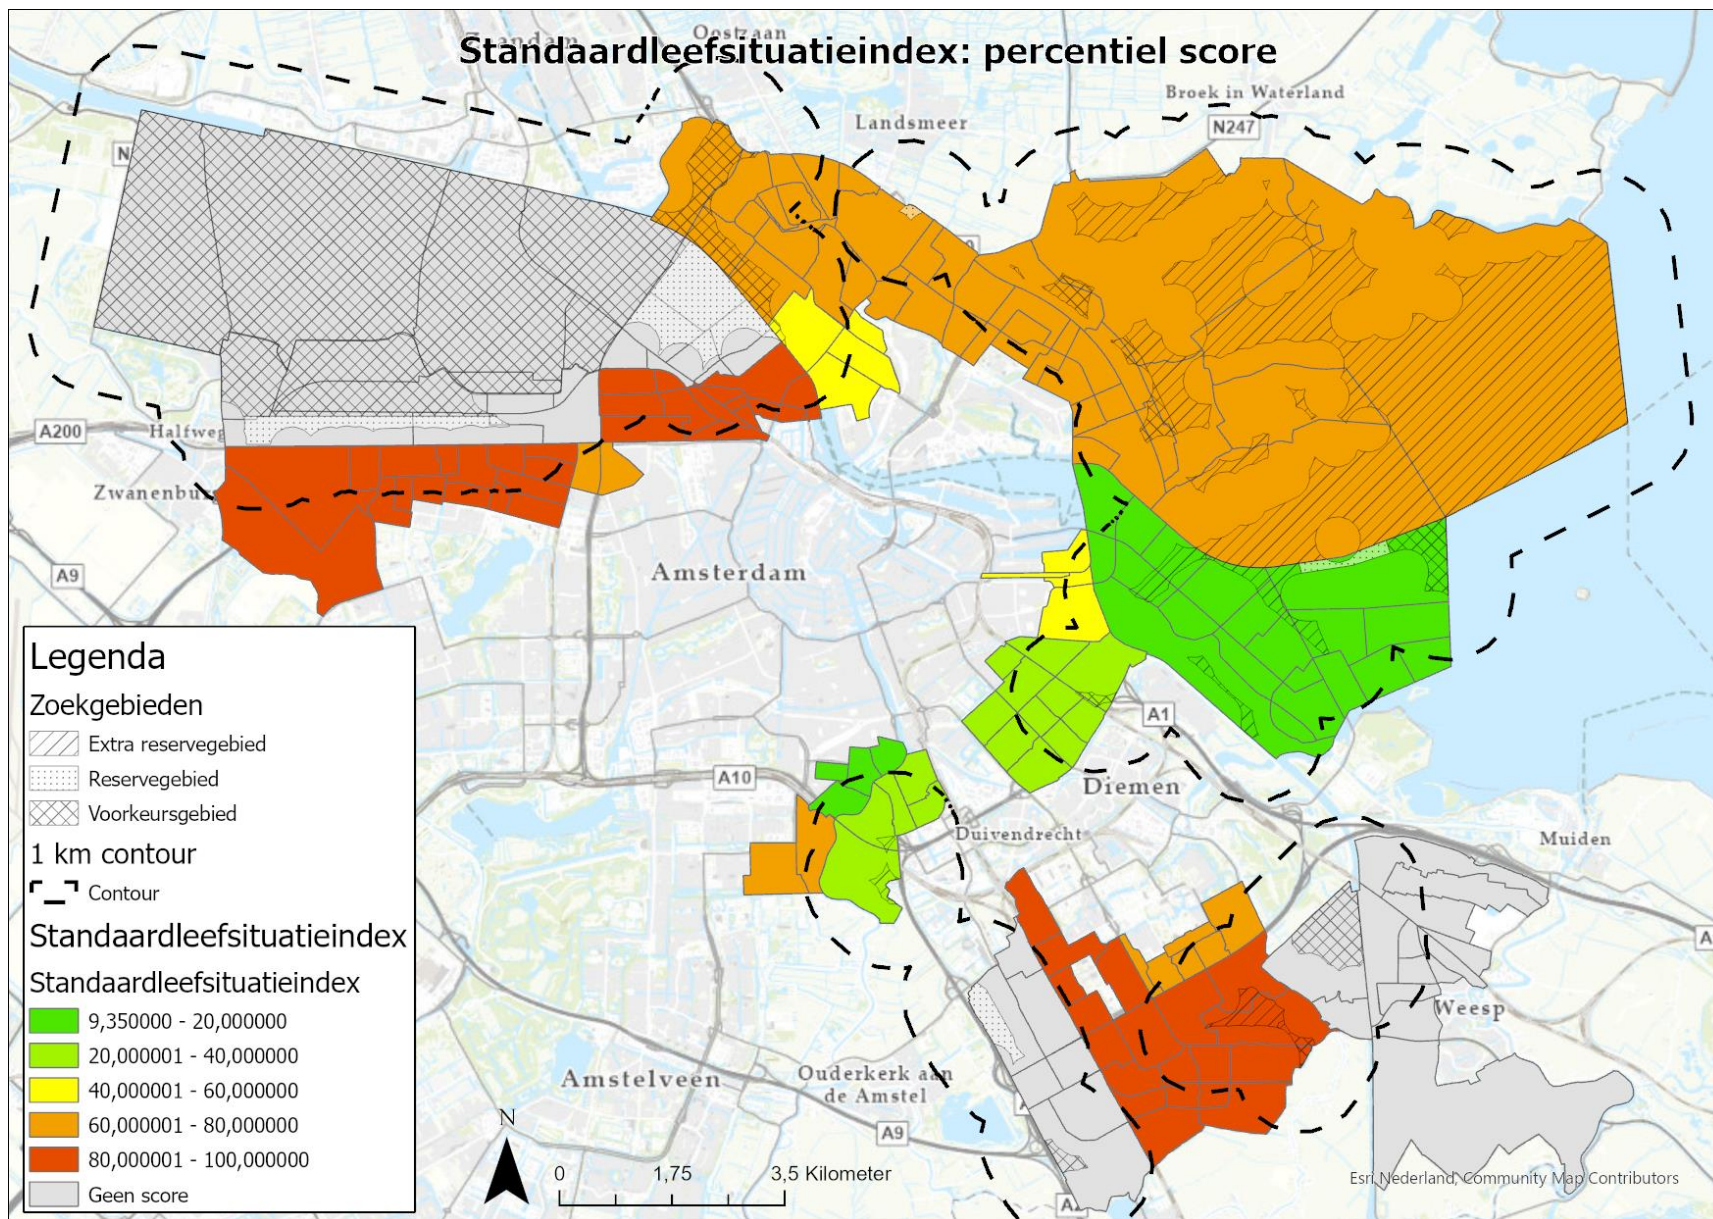 Zaandam
Oostzaan
Standaardleefsituatieindex: percentiel score
Broek in Waterland
Landsmeer
N247
N
A200
Halfweg
Zwanenburg
A9
Amsterdam
A1
A10
Diemen
Duivendrecht
Muiden
A
Weesp
Amstelveen
Ouderkerk aan
de Amstel
A9
Legenda
Zoekgebieden
Extra reservegebied
Reservegebied
Voorkeursgebied
1 km contour
Contour
Standaardleefsituatieindex
Standaardleefsituatieindex
9,350000 - 20,000000
20,000001 - 40,000000
40,000001 - 60,000000
60,000001 - 80,000000
80,000001 - 100,000000
Geen score
N
0 1,75 3,5 Kilometer
Esri Nederland, Community Map Contributors